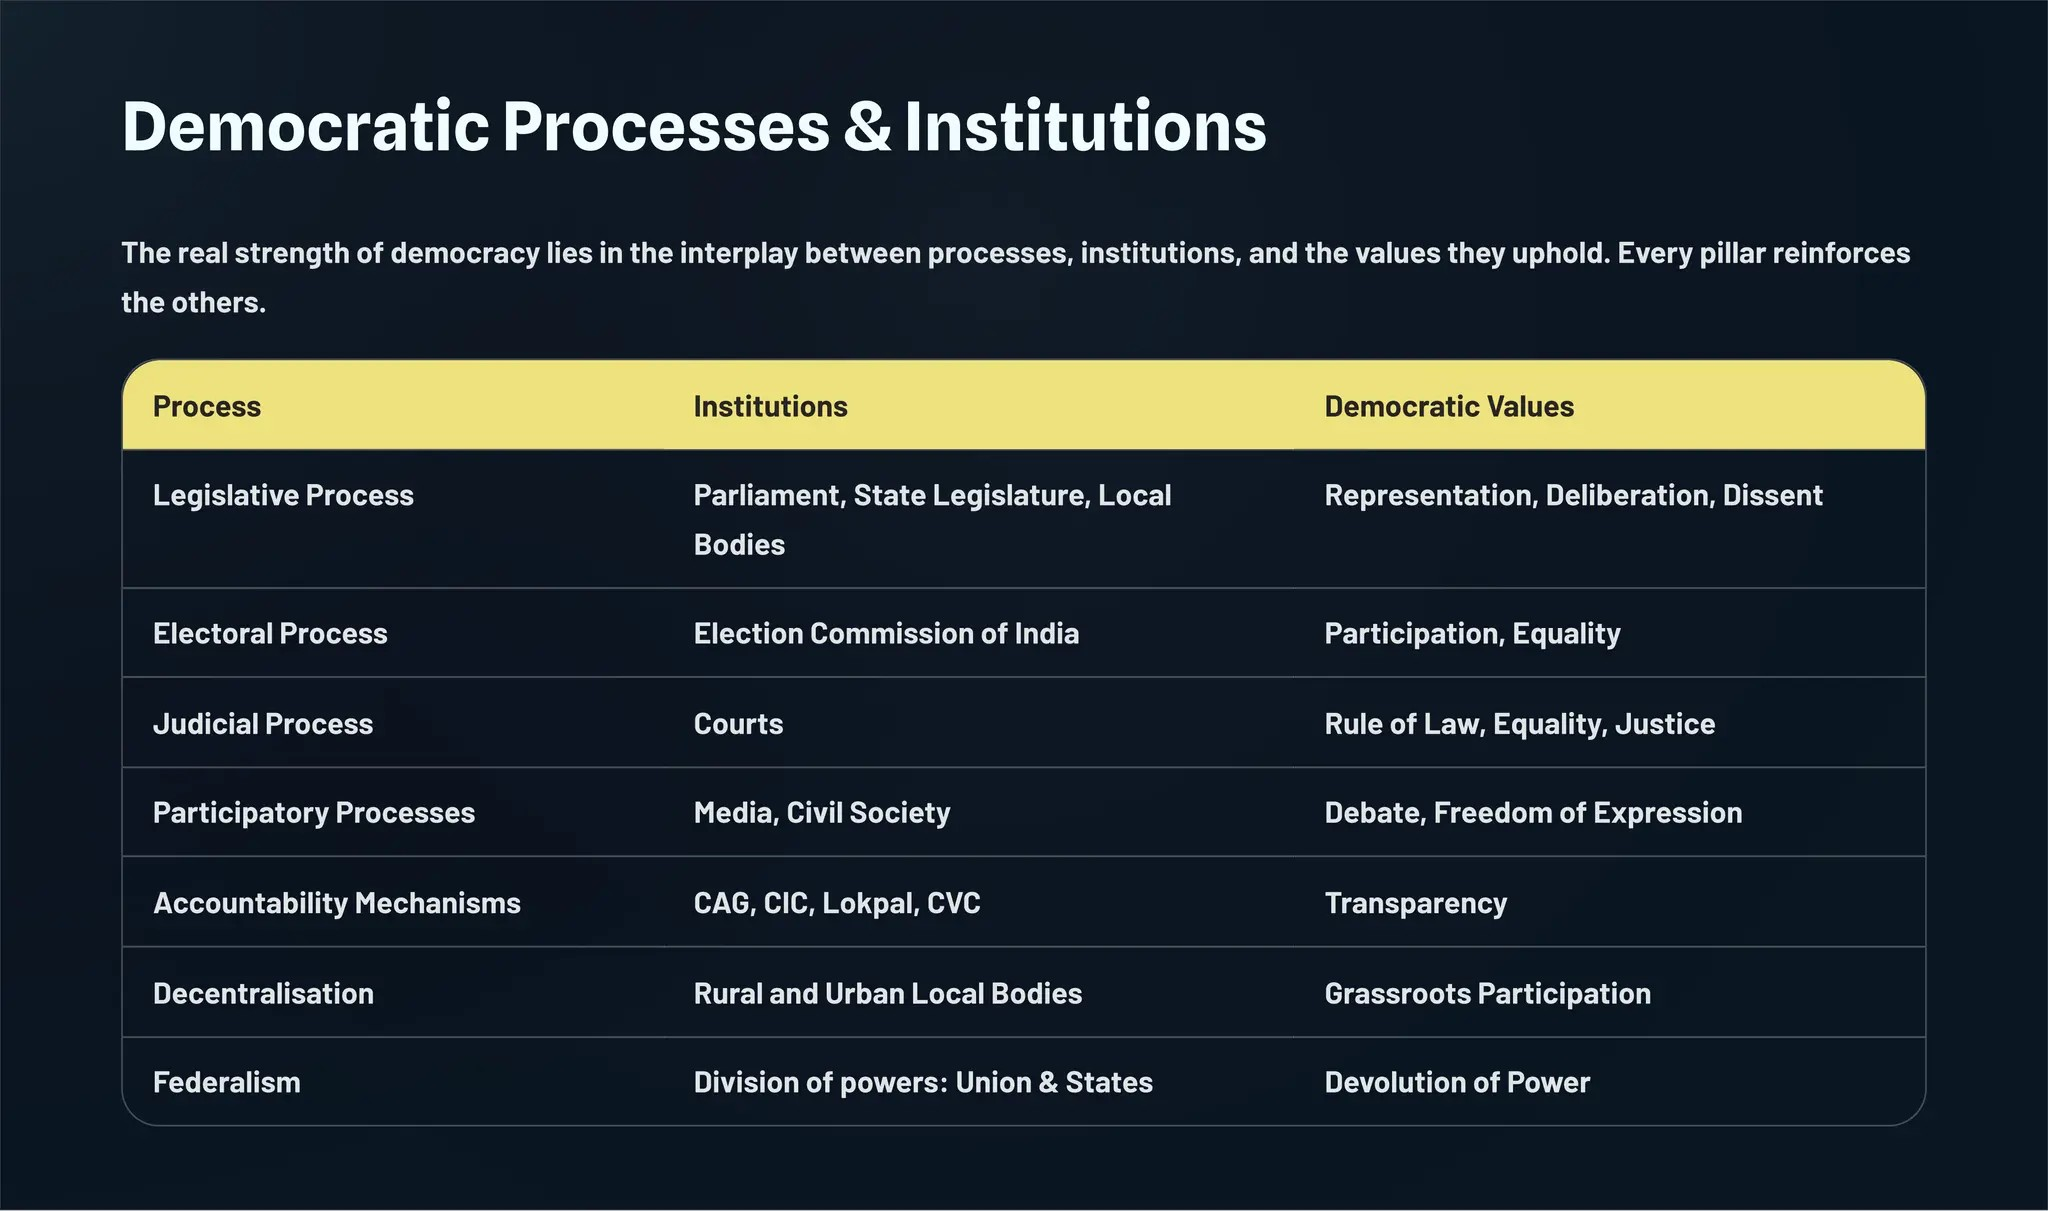 Democratic Processes & Institutions
The real strength of democracy lies in the interplay between processes, institutions, and the values they uphold. Every pillar reinforces
the others.
Process Institutions Democratic Values
Legislative Process Parliament, State Legislature, Local Representation, Deliberation, Dissent
Bodies
Electoral Process Election Commission of India Participation, Equality
Judicial Process Courts Rule of Law, Equality, Justice
Participatory Processes Media, Civil Society Debate, Freedom of Expression
Accountability Mechanisms CAG, CIC, Lokpal, CVC Transparency
Decentralisation Rural and Urban Local Bodies Grassroots Participation
Federalism Division of powers: Union & States Devolution of Power